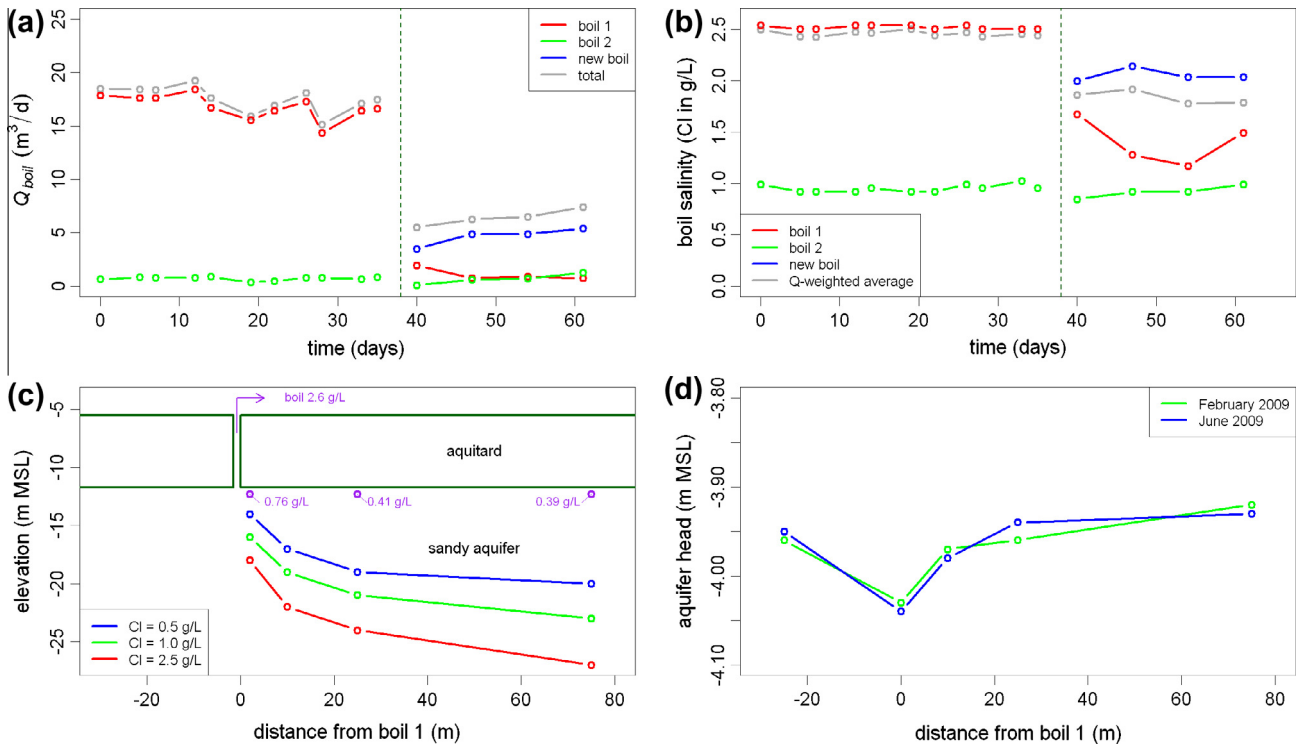 (a)
boil 1
boil 2
new boil
total
Q boil (m³/ d)
0 5 10 15 20 25
0 10 20 30 40 50 60
time (days)
(b)
boil 1
boil 2
new boil
Q-weighted average
boil salinity (Cl in g/L)
0.0 0.5 1.0 1.5 2.0 2.5
0 10 20 30 40 50 60
time (days)
(c)
boil 2.6 g/L
aquitard
0.76 g/L 0.41 g/L 0.39 g/L
sandy aquifer
Cl = 0.5 g/L
Cl = 1.0 g/L
Cl = 2.5 g/L
elevation (m MSL)
-25 -20 -15 -10 -5
-20 0 20 40 60 80
distance from boil 1 (m)
(d)
February 2009
June 2009
aquifer head (m MSL)
-4.10 -4.00 -3.90 -3.80
-20 0 20 40 60 80
distance from boil 1 (m)